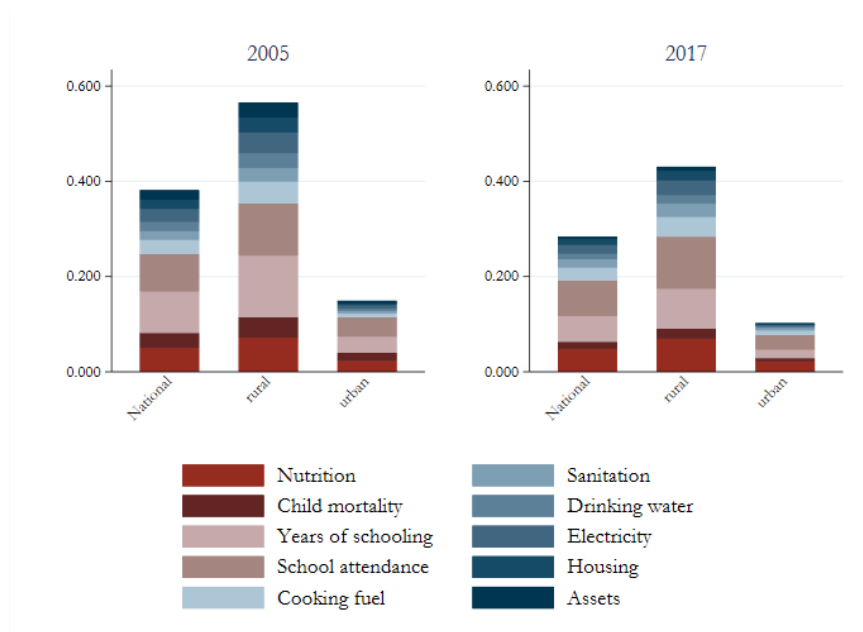 2005
0.600
0.400
0.200
0.000
National
rural
urban
2017
0.600
0.400
0.200
0.000
National
rural
urban
Nutrition
Child mortality
Years of schooling
School attendance
Cooking fuel
Sanitation
Drinking water
Electricity
Housing
Assets